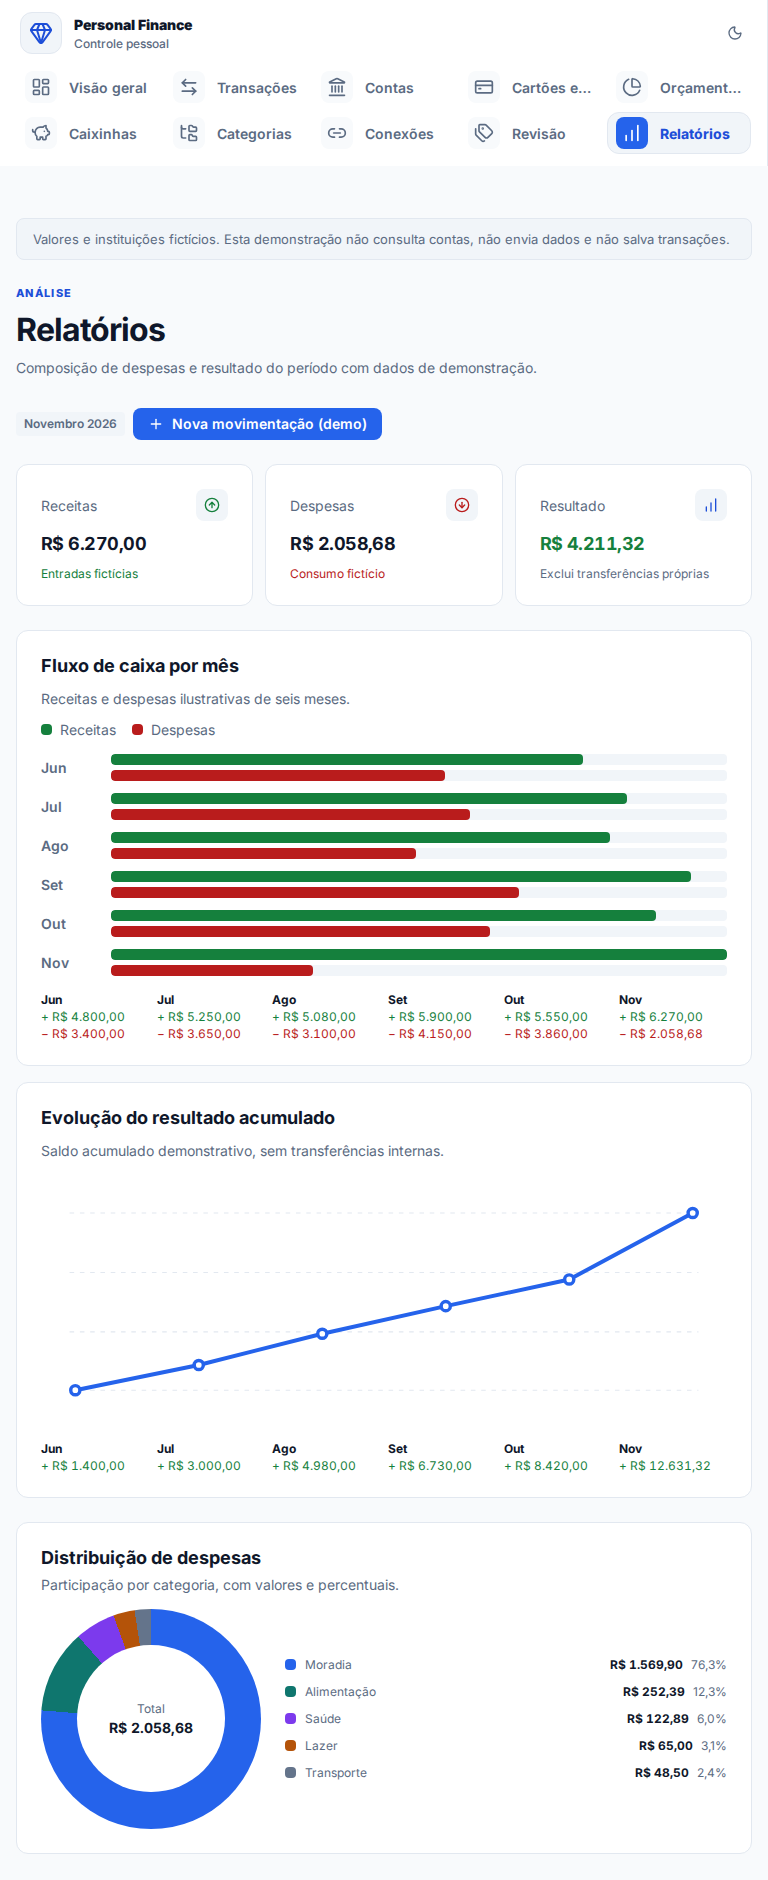 Personal Finance
Controle pessoal
Visão geral
Transações
Contas
Cartões e...
Orçament...
Caixinhas
Categorias
Conexões
Revisão
Relatórios
Valores e instituições fictícios. Esta demonstração não consulta contas, não envia dados e não salva transações.
ANÁLISE
Relatórios
Composição de despesas e resultado do período com dados de demonstração.
Novembro 2026
Nova movimentação (demo)
Receitas
R$ 6.270,00
Entradas fictícias
Despesas
R$ 2.058,68
Consumo fictício
Resultado
R$ 4.211,32
Exclui transferências próprias
Fluxo de caixa por mês
Receitas e despesas ilustrativas de seis meses.
Receitas Despesas
Jun
Jul
Ago
Set
Out
Nov
Jun Jul Ago Set Out Nov
+ R$ 4.800,00 + R$ 5.250,00 + R$ 5.080,00 + R$ 5.900,00 + R$ 5.550,00 + R$ 6.270,00
− R$ 3.400,00 − R$ 3.650,00 − R$ 3.100,00 − R$ 4.150,00 − R$ 3.860,00 − R$ 2.058,68
Evolução do resultado acumulado
Saldo acumulado demonstrativo, sem transferências internas.
Jun Jul Ago Set Out Nov
+ R$ 1.400,00 + R$ 3.000,00 + R$ 4.980,00 + R$ 6.730,00 + R$ 8.420,00 + R$ 12.631,32
Distribuição de despesas
Participação por categoria, com valores e percentuais.
Total
R$ 2.058,68
Moradia R$ 1.569,90 76,3%
Alimentação R$ 252,39 12,3%
Saúde R$ 122,89 6,0%
Lazer R$ 65,00 3,1%
Transporte R$ 48,50 2,4%